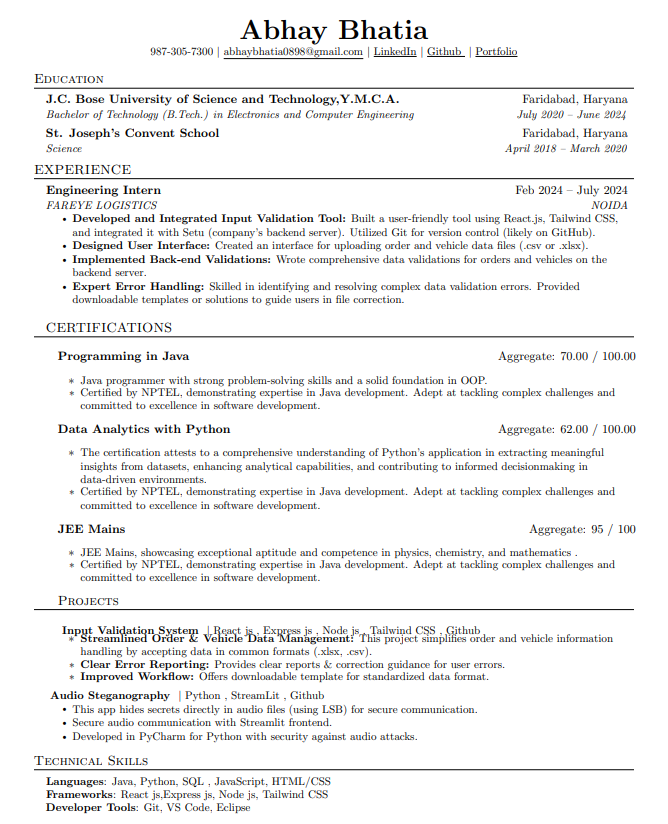 Abhay Bhatia
987-305-7300 | abhaybhatia0898@gmail.com | LinkedIn | Github | Portfolio
Education
J.C. Bose University of Science and Technology,Y.M.C.A. Faridabad, Haryana
Bachelor of Technology (B.Tech.) in Electronics and Computer Engineering July 2020 – June 2024
St. Joseph's Convent School Faridabad, Haryana
Science April 2018 – March 2020
EXPERIENCE
Engineering Intern Feb 2024 – July 2024
FAREYE LOGISTICS NOIDA
• Developed and Integrated Input Validation Tool: Built a user-friendly tool using React.js, Tailwind CSS,
and integrated it with Setu (company's backend server). Utilized Git for version control (likely on GitHub).
• Designed User Interface: Created an interface for uploading order and vehicle data files (.csv or .xlsx).
• Implemented Back-end Validations: Wrote comprehensive data validations for orders and vehicles on the
backend server.
• Expert Error Handling: Skilled in identifying and resolving complex data validation errors. Provided
downloadable templates or solutions to guide users in file correction.
CERTIFICATIONS
Programming in Java Aggregate: 70.00 / 100.00
* Java programmer with strong problem-solving skills and a solid foundation in OOP.
* Certified by NPTEL, demonstrating expertise in Java development. Adept at tackling complex challenges and
committed to excellence in software development.
Data Analytics with Python Aggregate: 62.00 / 100.00
* The certification attests to a comprehensive understanding of Python's application in extracting meaningful
insights from datasets, enhancing analytical capabilities, and contributing to informed decisionmaking in
data-driven environments.
* Certified by NPTEL, demonstrating expertise in Java development. Adept at tackling complex challenges and
committed to excellence in software development.
JEE Mains Aggregate: 95 / 100
* JEE Mains, showcasing exceptional aptitude and competence in physics, chemistry, and mathematics .
* Certified by NPTEL, demonstrating expertise in Java development. Adept at tackling complex challenges and
committed to excellence in software development.
Projects
Input Validation System | React js , Express js , Node js , Tailwind CSS , Github
* Streamlined Order & Vehicle Data Management: This project simplifies order and vehicle information
handling by accepting data in common formats (.xlsx, .csv).
* Clear Error Reporting: Provides clear reports & correction guidance for user errors.
* Improved Workflow: Offers downloadable template for standardized data format.
Audio Steganography | Python , StreamLit , Github
• This app hides secrets directly in audio files (using LSB) for secure communication.
• Secure audio communication with Streamlit frontend.
• Developed in PyCharm for Python with security against audio attacks.
Technical Skills
Languages: Java, Python, SQL , JavaScript, HTML/CSS
Frameworks: React js,Express js, Node js, Tailwind CSS
Developer Tools: Git, VS Code, Eclipse